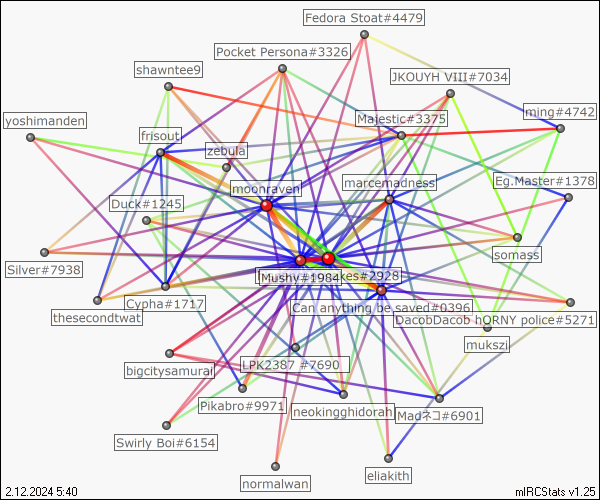 Fedora Stoat#4479
Pocket Persona#3326
shawntee9
JKOUYH VIII#7034
Majestic#3375
ming#4742
yoshimanden
frisout
zebula
moonraven
marcemadness
Eg.Master#1378
Duck#1245
somass
Silver#7938
Mushy#1984
kes#2928
Cypha#1717
Can anything be saved#0396
thesecondtwat
DacobDacob hORNY police#5271
mukszi
LPK2387 #7690
bigcitysamurai
Pikabro#9971
neokingghidorah
Madネコ#6901
Swirly Boi#6154
normalwan
eliakith
2.12.2024 5:40
mIRCStats v1.25